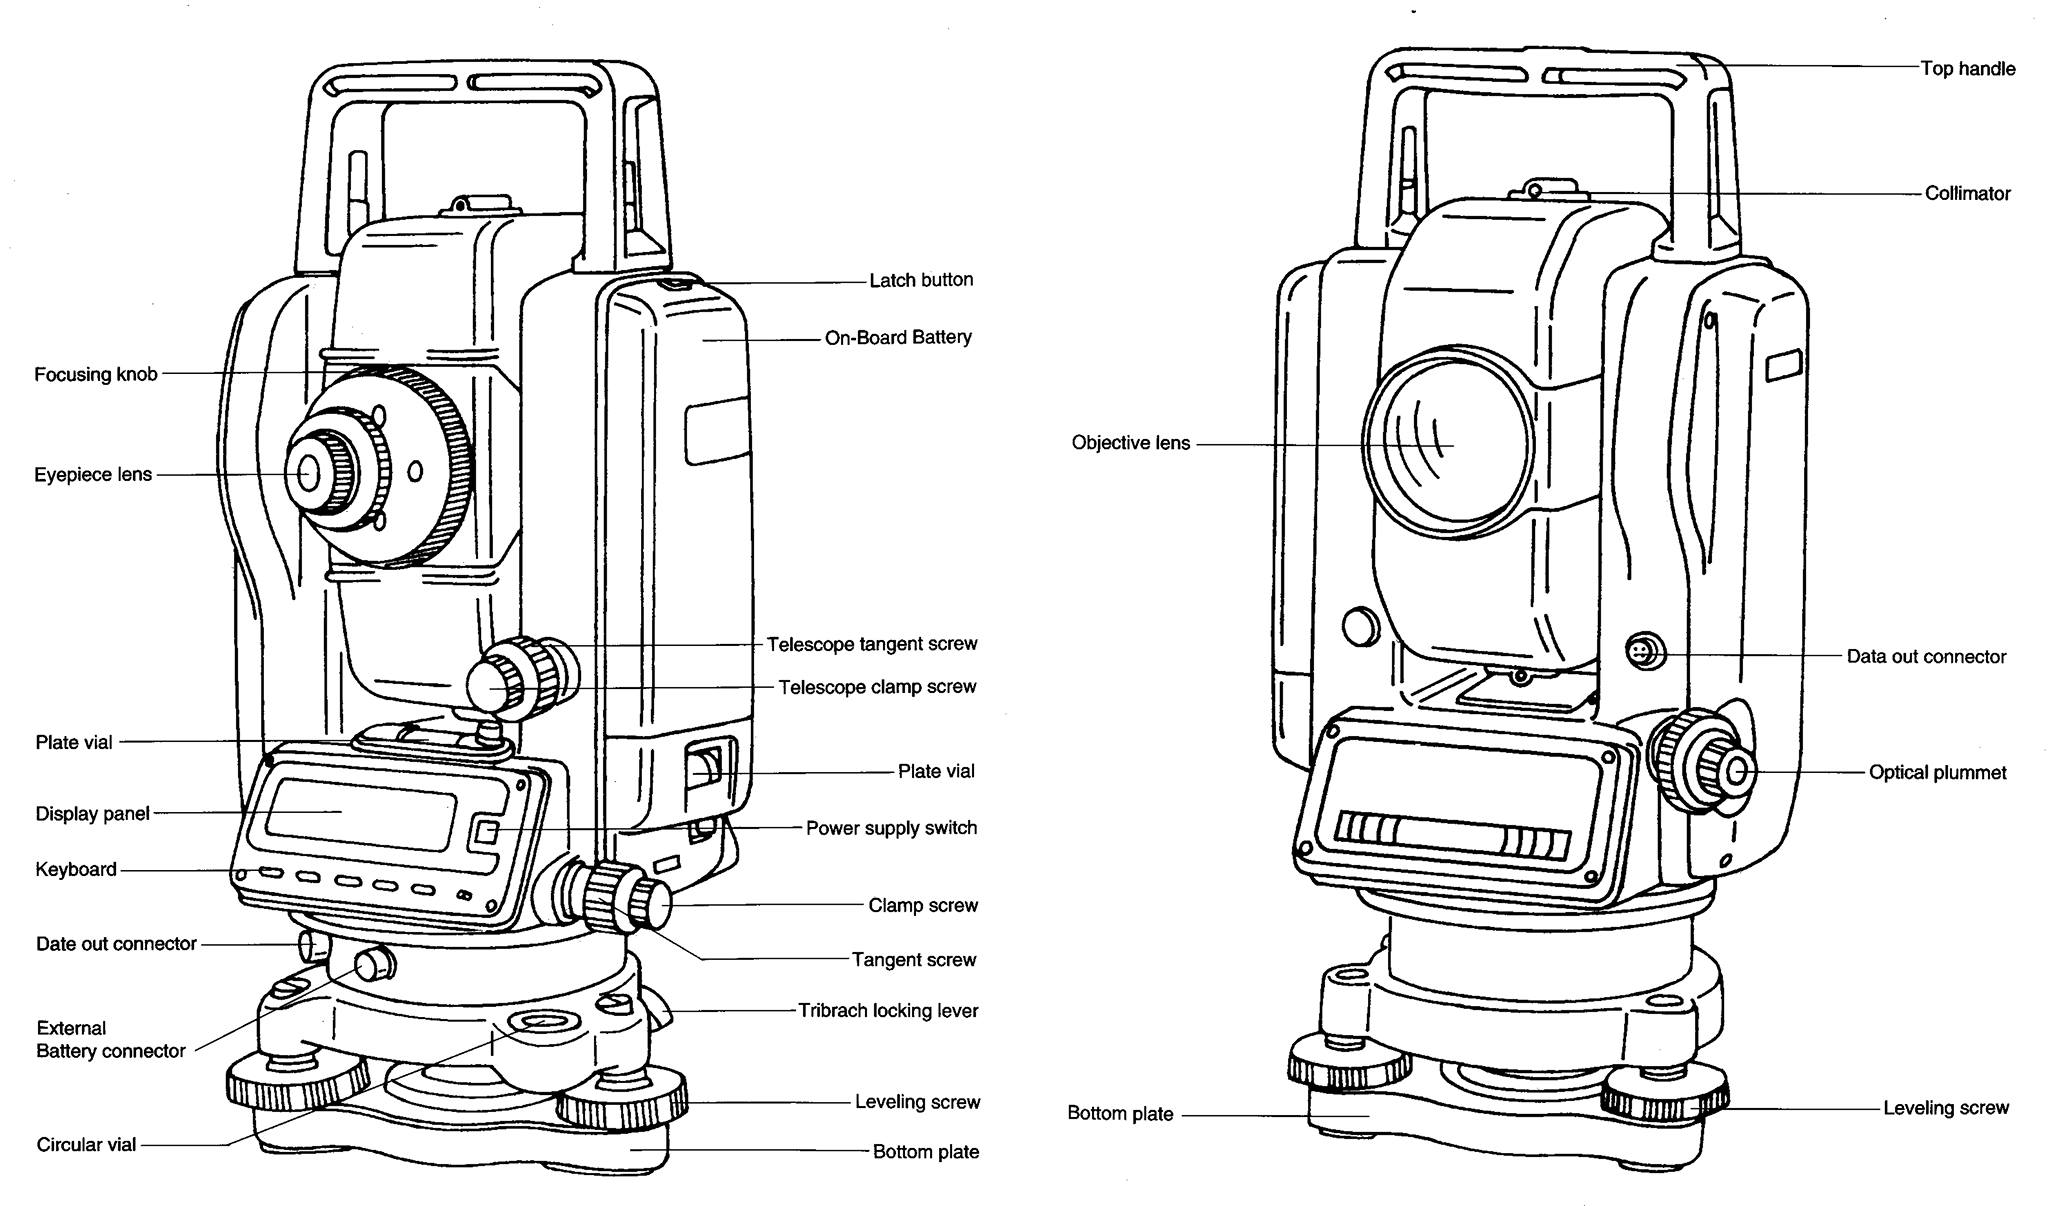 Focusing knob
Eyepiece lens
Plate vial
Display panel
Keyboard
Date out connector
External
Battery connector
Circular vial
Latch button
On-Board Battery
Telescope tangent screw
Telescope clamp screw
Plate vial
Power supply switch
Clamp screw
Tangent screw
Tribrach locking lever
Leveling screw
Bottom plate
Objective lens
Bottom plate
Top handle
Collimator
Data out connector
Optical plummet
Leveling screw